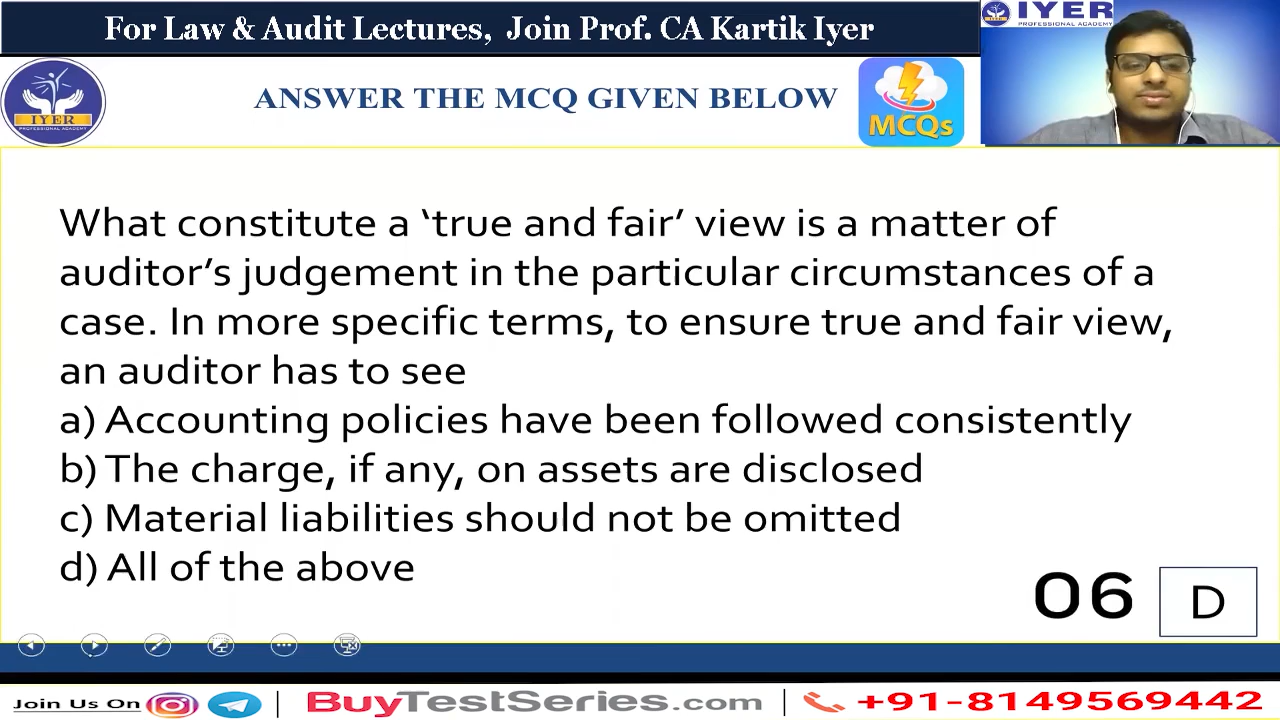 For Law & Audit Lectures, Join Prof. CA Kartik Iyer
IYER
PROFESSIONAL ACADEMY
IYER
PROFESSIONAL ACADEMY
ANSWER THE MCQ GIVEN BELOW
MCQs
What constitute a ‘true and fair’ view is a matter of
auditor’s judgement in the particular circumstances of a
case. In more specific terms, to ensure true and fair view,
an auditor has to see
a) Accounting policies have been followed consistently
b) The charge, if any, on assets are disclosed
c) Material liabilities should not be omitted
d) All of the above
06
D
Join Us On
BuyTestSeries.com
+91-8149569442